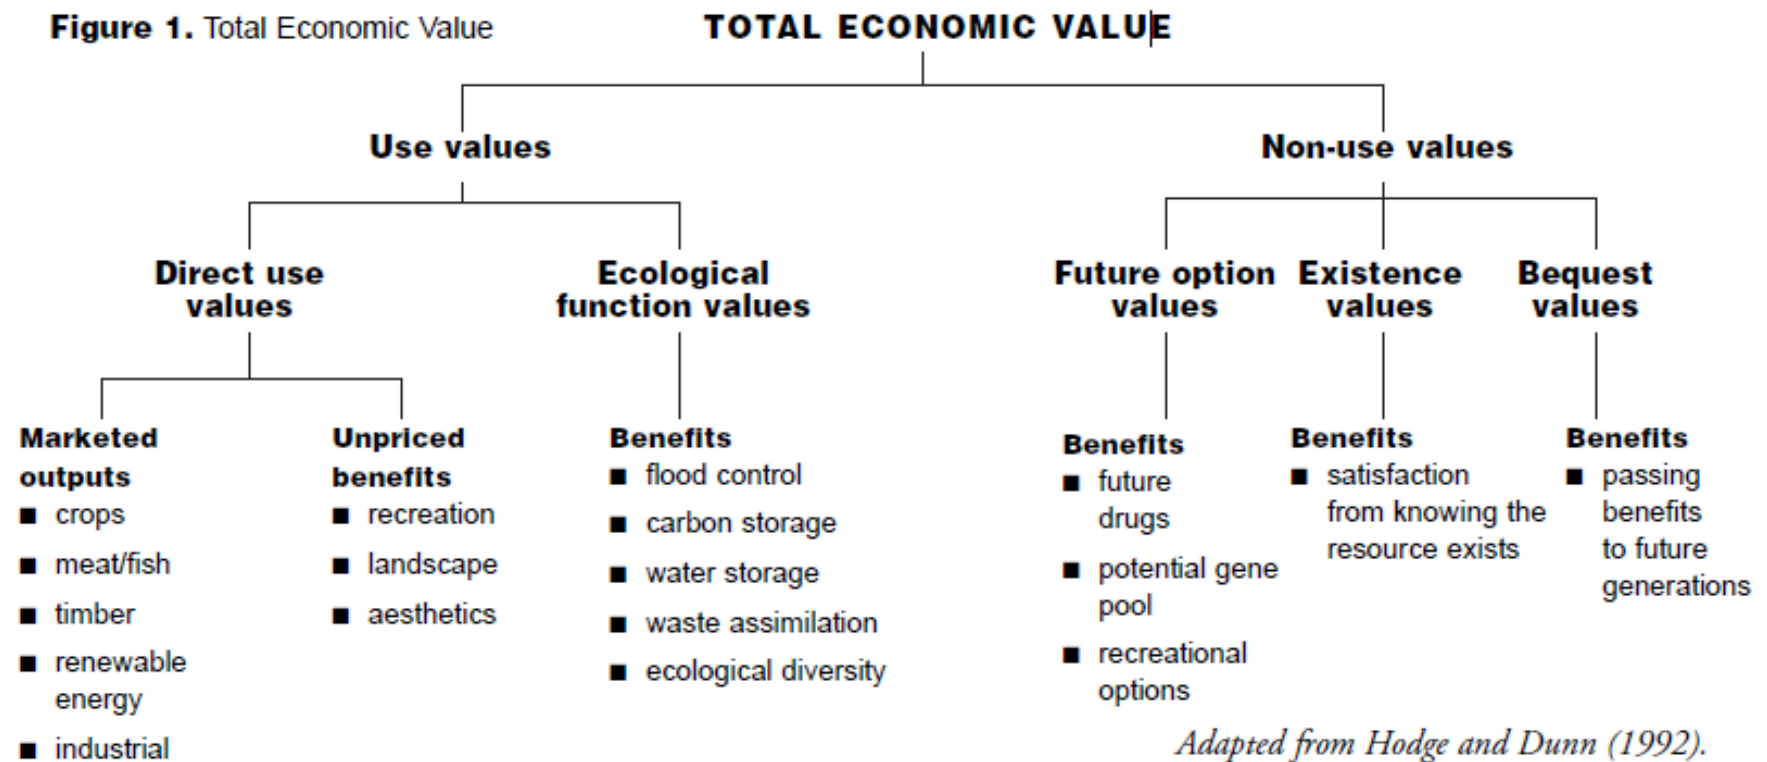 Figure 1. Total Economic Value
TOTAL ECONOMIC VALUE
Use values
Non-use values
Direct use
values
Ecological
function values
Future option
values
Existence
values
Bequest
values
Marketed
outputs
■ crops
■ meat/fish
■ timber
■ renewable
energy
■ industrial
Unpriced
benefits
■ recreation
■ landscape
■ aesthetics
Benefits
■ flood control
■ carbon storage
■ water storage
■ waste assimilation
■ ecological diversity
Benefits
■ future
drugs
■ potential gene
pool
■ recreational
options
Benefits
■ satisfaction
from knowing the
resource exists
Benefits
■ passing
benefits
to future
generations
Adapted from Hodge and Dunn (1992).